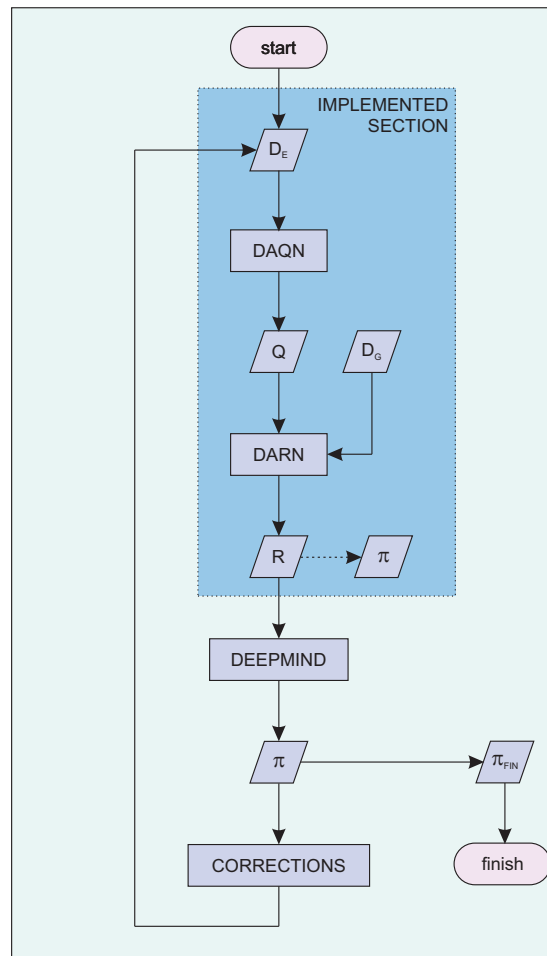 start
IMPLEMENTED
SECTION
D_E
DAQN
Q
D_G
DARN
R
π
DEEPMIND
π
π_FIN
CORRECTIONS
finish